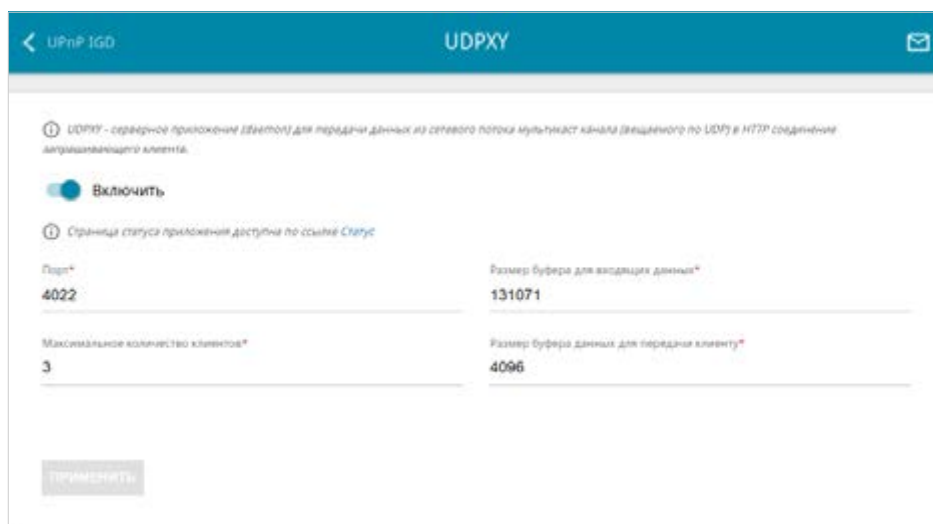 UPnP IGD
UDPXY
UDPXY - серверное приложение (daemon) для передачи данных из сетевого потока мультикаст канала (вещаемого по UDP) в HTTP соединение
запрашивающего клиента.
Включить
Страница статуса приложения доступна по ссылке Статус
Порт*
Размер буфера для входящих данных*
4022
131071
Максимальное количество клиентов*
Размер буфера данных для передачи клиенту*
3
4096
ПРИМЕНИТЬ